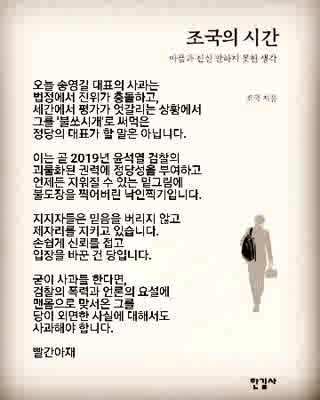 조국의 시간
아픔과 진실 말하지 못한 생각
조국 지음
오늘 송영길 대표의 사과는
법정에서 진위가 충돌하고,
세간에서 평가가 엇갈리는 상황에서
그를 '불쏘시개'로 써먹은
정당의 대표가 할 말은 아닙니다.
이는 곧 2019년 윤석열 검찰의
괴물화된 권력에 정당성을 부여하고
언제든 지워질 수 있는 밑그림에
불도장을 찍어버린 낙인찍기입니다.
지지자들은 믿음을 버리지 않고
제자리를 지키고 있습니다.
손쉽게 신뢰를 접고
입장을 바꾼 건 당입니다.
굳이 사과를 한다면,
검찰의 폭력과 언론의 요설에
맨몸으로 맞서온 그를
당이 외면한 사실에 대해서도
사과해야 합니다.
빨간아재
한길사